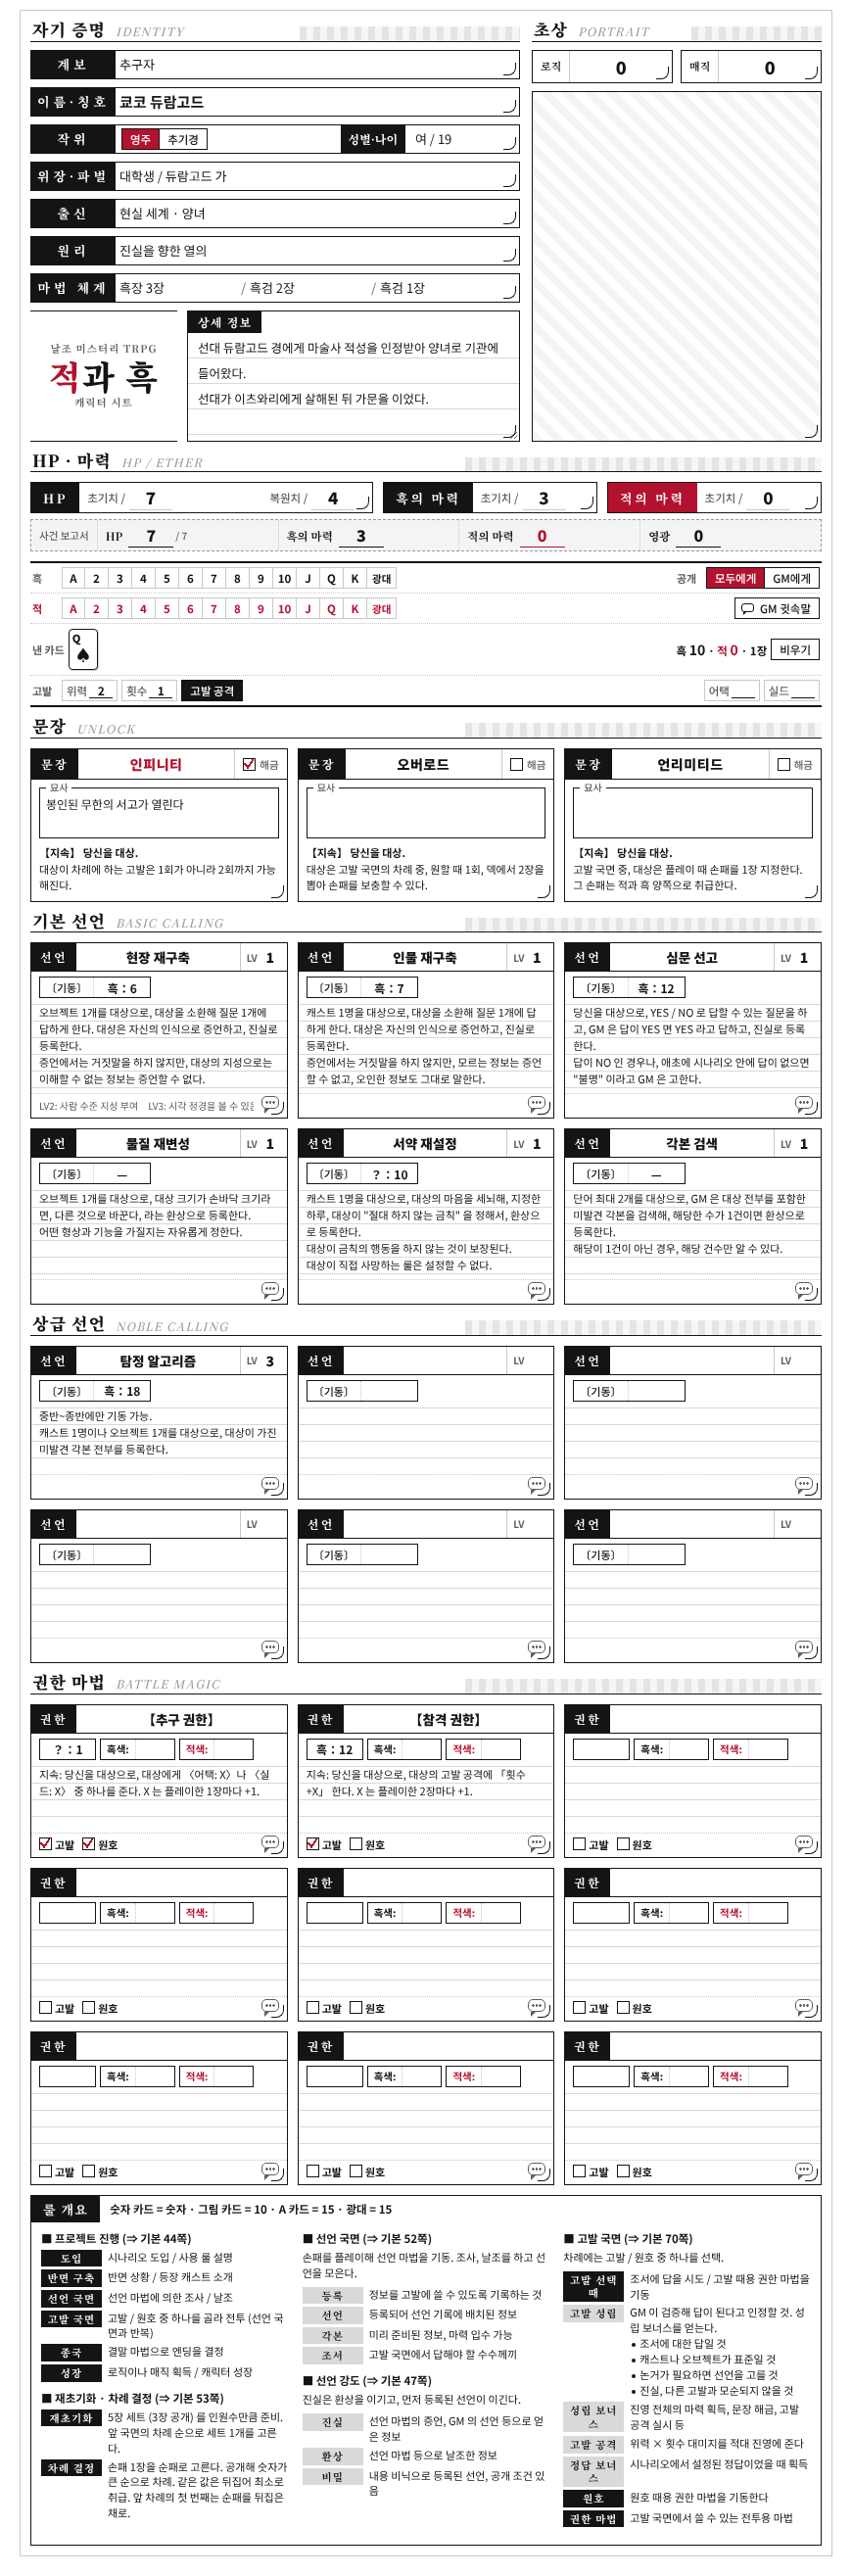 자기 증명 IDENTITY
계보 추구자
이름·칭호 쿄코 듀람고드
작위 영주 추기경 성별·나이 여 / 19
위장·파벌 대학생 / 듀람고드 가
출신 현실 세계 · 양녀
원리 진실을 향한 열의
마법 체계 흑장 3장 / 흑검 2장 / 흑검 1장
날조 미스터리 TRPG
적과 흑
캐릭터 시트
상세 정보
선대 듀람고드 경에게 마술사 적성을 인정받아 양녀로 기관에
들어왔다.
선대가 이츠와리에게 살해된 뒤 가문을 이었다.
초상 PORTRAIT
로직 0 매직 0
HP · 마력 HP / ETHER
HP 초기치 / 7 복원치 / 4 흑의 마력 초기치 / 3 적의 마력 초기치 / 0
사건 보고서 HP 7 / 7 흑의 마력 3 적의 마력 0 영광 0
흑 A 2 3 4 5 6 7 8 9 10 J Q K 광대 공개 모두에게 GM에게
적 A 2 3 4 5 6 7 8 9 10 J Q K 광대 GM 귓속말
낸 카드 Q ♠ 흑 10 · 적 0 · 1장 비우기
고발 위력 2 횟수 1 고발 공격 어택 실드
문장 UNLOCK
문장 인피니티 해금
묘사
봉인된 무한의 서고가 열린다
【지속】 당신을 대상.
대상이 차례에 하는 고발은 1회가 아니라 2회까지 가능
해진다.
문장 오버로드 해금
묘사
【지속】 당신을 대상.
대상은 고발 국면의 차례 중, 원할 때 1회, 덱에서 2장을
뽑아 손패를 보충할 수 있다.
문장 언리미티드 해금
묘사
【지속】 당신을 대상.
고발 국면 중, 대상은 플레이 때 손패를 1장 지정한다.
그 손패는 적과 흑 양쪽으로 취급한다.
기본 선언 BASIC CALLING
선언 현장 재구축 LV 1
〔기동〕 흑 : 6
오브젝트 1개를 대상으로, 대상을 소환해 질문 1개에
답하게 한다. 대상은 자신의 인식으로 증언하고, 진실로
등록한다.
증언에서는 거짓말을 하지 않지만, 대상의 지성으로는
이해할 수 없는 정보는 증언할 수 없다.
LV2: 사람 수준 지성 부여 LV3: 시각 정경을 볼 수 있
선언 인물 재구축 LV 1
〔기동〕 흑 : 7
캐스트 1명을 대상으로, 대상을 소환해 질문 1개에 답
하게 한다. 대상은 자신의 인식으로 증언하고, 진실로
등록한다.
증언에서는 거짓말을 하지 않지만, 모르는 정보는 증언
할 수 없고, 오인한 정보도 그대로 말한다.
선언 심문 선고 LV 1
〔기동〕 흑 : 12
당신을 대상으로, YES / NO 로 답할 수 있는 질문을 하
고, GM 은 답이 YES 면 YES 라고 답하고, 진실로 등록
한다.
답이 NO 인 경우나, 애초에 시나리오 안에 답이 없으면
"불명" 이라고 GM 은 고한다.
선언 물질 재변성 LV 1
〔기동〕 —
오브젝트 1개를 대상으로, 대상 크기가 손바닥 크기라
면, 다른 것으로 바꾼다, 라는 환상으로 등록한다.
어떤 형상과 기능을 가질지는 자유롭게 정한다.
선언 서약 재설정 LV 1
〔기동〕 ? : 10
캐스트 1명을 대상으로, 대상의 마음을 세뇌해, 지정한
하루, 대상이 "절대 하지 않는 금칙" 을 정해서, 환상으
로 등록한다.
대상이 금칙의 행동을 하지 않는 것이 보장된다.
대상이 직접 사망하는 룰은 설정할 수 없다.
선언 각본 검색 LV 1
〔기동〕 —
단어 최대 2개를 대상으로, GM 은 대상 전부를 포함한
미발견 각본을 검색해, 해당한 수가 1건이면 환상으로
등록한다.
해당이 1건이 아닌 경우, 해당 건수만 알 수 있다.
상급 선언 NOBLE CALLING
선언 탐정 알고리즘 LV 3
〔기동〕 흑 : 18
중반~종반에만 기동 가능.
캐스트 1명이나 오브젝트 1개를 대상으로, 대상이 가진
미발견 각본 전부를 등록한다.
선언 LV
〔기동〕
선언 LV
〔기동〕
선언 LV
〔기동〕
선언 LV
〔기동〕
선언 LV
〔기동〕
권한 마법 BATTLE MAGIC
권한 【추구 권한】
? : 1 흑색: 적색:
지속: 당신을 대상으로, 대상에게 〈어택: X〉나 〈실
드: X〉 중 하나를 준다. X 는 플레이한 1장마다 +1.
고발 원호
권한 【참격 권한】
흑 : 12 흑색: 적색:
지속: 당신을 대상으로, 대상의 고발 공격에 「횟수
+X」 한다. X 는 플레이한 2장마다 +1.
고발 원호
권한
흑색: 적색:
고발 원호
권한
흑색: 적색:
고발 원호
권한
흑색: 적색:
고발 원호
권한
흑색: 적색:
고발 원호
권한
흑색: 적색:
고발 원호
권한
흑색: 적색:
고발 원호
권한
흑색: 적색:
고발 원호
룰 개요 숫자 카드 = 숫자 · 그림 카드 = 10 · A 카드 = 15 · 광대 = 15
■ 프로젝트 진행 (⇒ 기본 44쪽)
도입 시나리오 도입 / 사용 룰 설명
반면 구축 반면 상황 / 등장 캐스트 소개
선언 국면 선언 마법에 의한 조사 / 날조
고발 국면 고발 / 원호 중 하나를 골라 전투 (선언 국
면과 반복)
종국 결말 마법으로 엔딩을 결정
성장 로직이나 매직 획득 / 캐릭터 성장
■ 재초기화 · 차례 결정 (⇒ 기본 53쪽)
재초기화 5장 세트 (3장 공개) 를 인원수만큼 준비.
앞 국면의 차례 순으로 세트 1개를 고른
다.
차례 결정 손패 1장을 순패로 고른다. 공개해 숫자가
큰 순으로 차례. 같은 값은 뒤집어 최소로
취급. 앞 차례의 첫 번째는 순패를 뒤집은
채로.
■ 선언 국면 (⇒ 기본 52쪽)
손패를 플레이해 선언 마법을 기동. 조사, 날조를 하고 선
언을 모은다.
등록 정보를 고발에 쓸 수 있도록 기록하는 것
선언 등록되어 선언 기록에 배치된 정보
각본 미리 준비된 정보, 마력 입수 가능
조서 고발 국면에서 답해야 할 수수께끼
■ 선언 강도 (⇒ 기본 47쪽)
진실은 환상을 이기고, 먼저 등록된 선언이 이긴다.
진실 선언 마법의 증언, GM 의 선언 등으로 얻
은 정보
환상 선언 마법 등으로 날조한 정보
비밀 내용 비닉으로 등록된 선언, 공개 조건 있
음
■ 고발 국면 (⇒ 기본 70쪽)
차례에는 고발 / 원호 중 하나를 선택.
고발 선택 때 조서에 답을 시도 / 고발 때용 권한 마법을
기동
고발 성립 GM 이 검증해 답이 된다고 인정할 것. 성
립 보너스를 얻는다.
• 조서에 대한 답일 것
• 캐스트나 오브젝트가 표준일 것
• 논거가 필요하면 선언을 고를 것
• 진실, 다른 고발과 모순되지 않을 것
성립 보너스 진영 전체의 마력 획득, 문장 해금, 고발
공격 실시 등
고발 공격 위력 × 횟수 대미지를 적대 진영에 준다
정답 보너스 시나리오에서 설정된 정답이었을 때 획득
원호 원호 때용 권한 마법을 기동한다
권한 마법 고발 국면에서 쓸 수 있는 전투용 마법